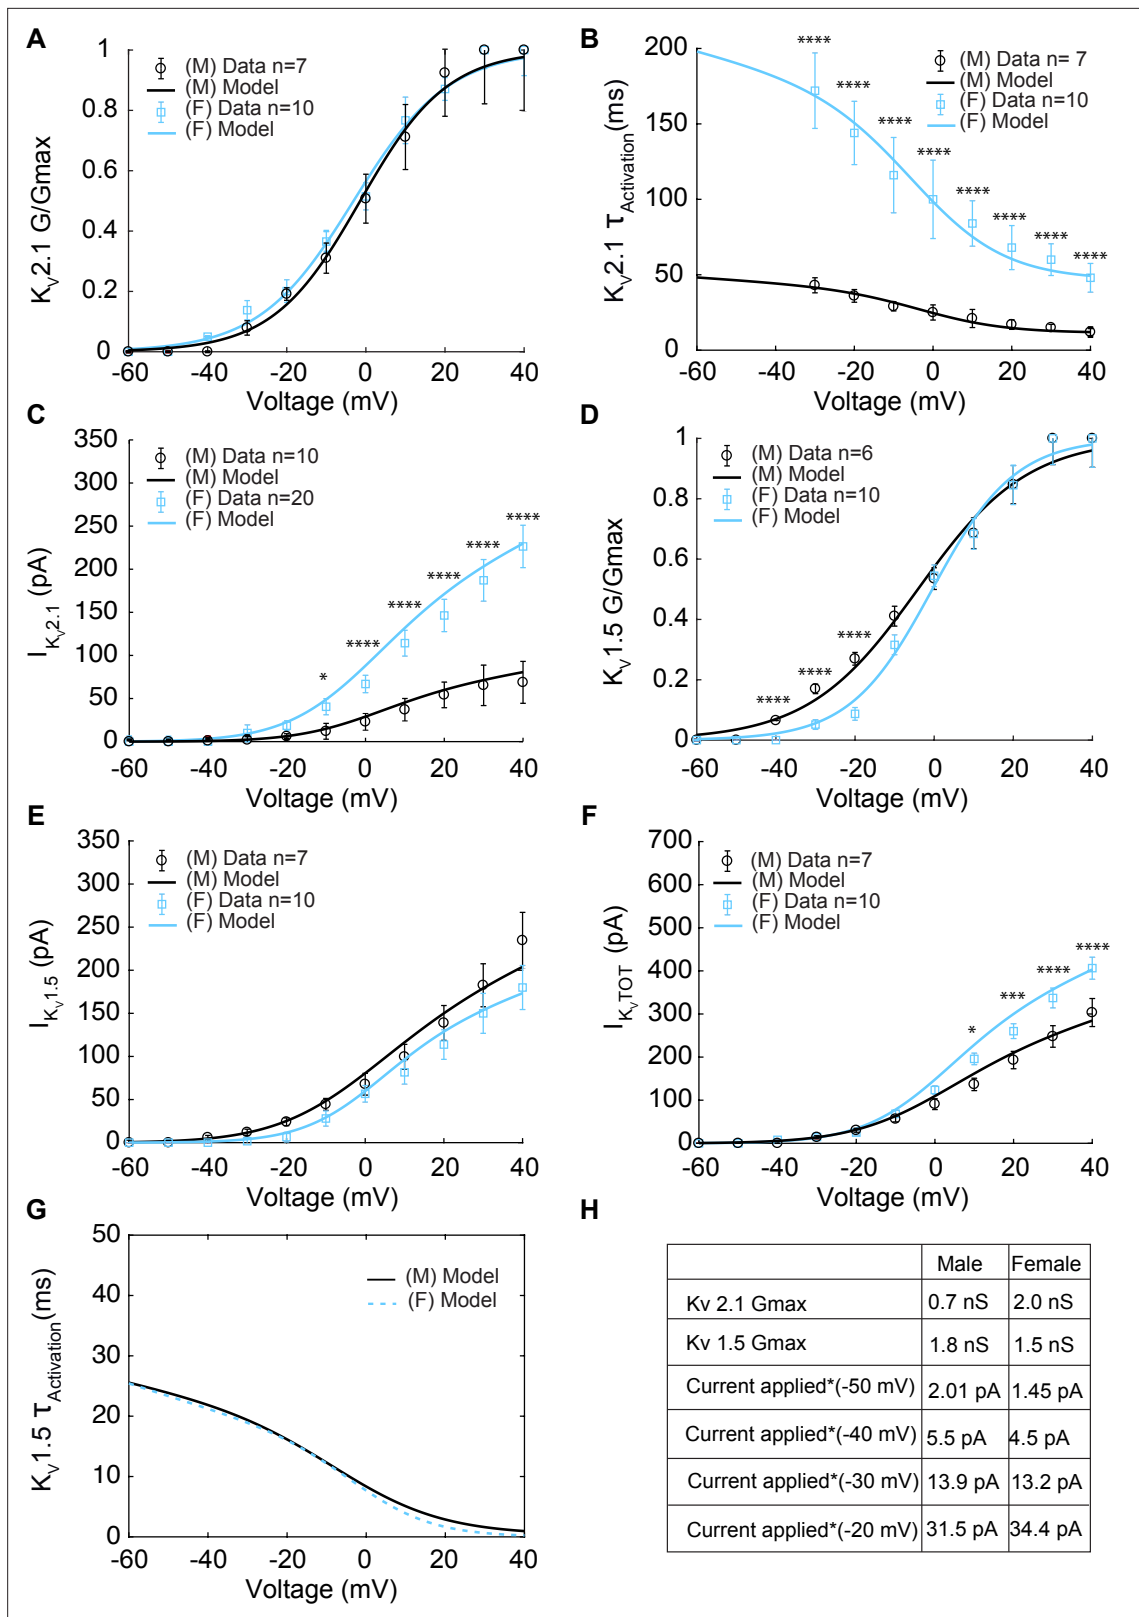 A
K_V2.1 G/Gmax
1
0.8
0.6
0.4
0.2
0
-60 -40 -20 0 20 40
Voltage (mV)
(M) Data n=7
(M) Model
(F) Data n=10
(F) Model
B
K_V2.1 τ_Activation(ms)
200
150
100
50
0
-60 -40 -20 0 20 40
Voltage (mV)
(M) Data n= 7
(M) Model
(F) Data n=10
(F) Model
**** **** **** **** **** **** **** ****
C
I_KV2.1 (pA)
350
300
250
200
150
100
50
0
-60 -40 -20 0 20 40
Voltage (mV)
(M) Data n=10
(M) Model
(F) Data n=20
(F) Model
* **** **** **** **** ****
D
K_V1.5 G/Gmax
1
0.8
0.6
0.4
0.2
0
-60 -40 -20 0 20 40
Voltage (mV)
(M) Data n=6
(M) Model
(F) Data n=10
(F) Model
**** **** ****
E
I_KV1.5 (pA)
350
300
250
200
150
100
50
0
-60 -40 -20 0 20 40
Voltage (mV)
(M) Data n=7
(M) Model
(F) Data n=10
(F) Model
F
I_KVTOT (pA)
700
600
500
400
300
200
100
0
-60 -40 -20 0 20 40
Voltage (mV)
(M) Data n=7
(M) Model
(F) Data n=10
(F) Model
* *** **** ****
G
K_V1.5 τ_Activation(ms)
50
40
30
20
10
0
-60 -40 -20 0 20 40
Voltage (mV)
(M) Model
(F) Model
H
Male Female
Kv 2.1 Gmax 0.7 nS 2.0 nS
Kv 1.5 Gmax 1.8 nS 1.5 nS
Current applied*(-50 mV) 2.01 pA 1.45 pA
Current applied*(-40 mV) 5.5 pA 4.5 pA
Current applied*(-30 mV) 13.9 pA 13.2 pA
Current applied*(-20 mV) 31.5 pA 34.4 pA